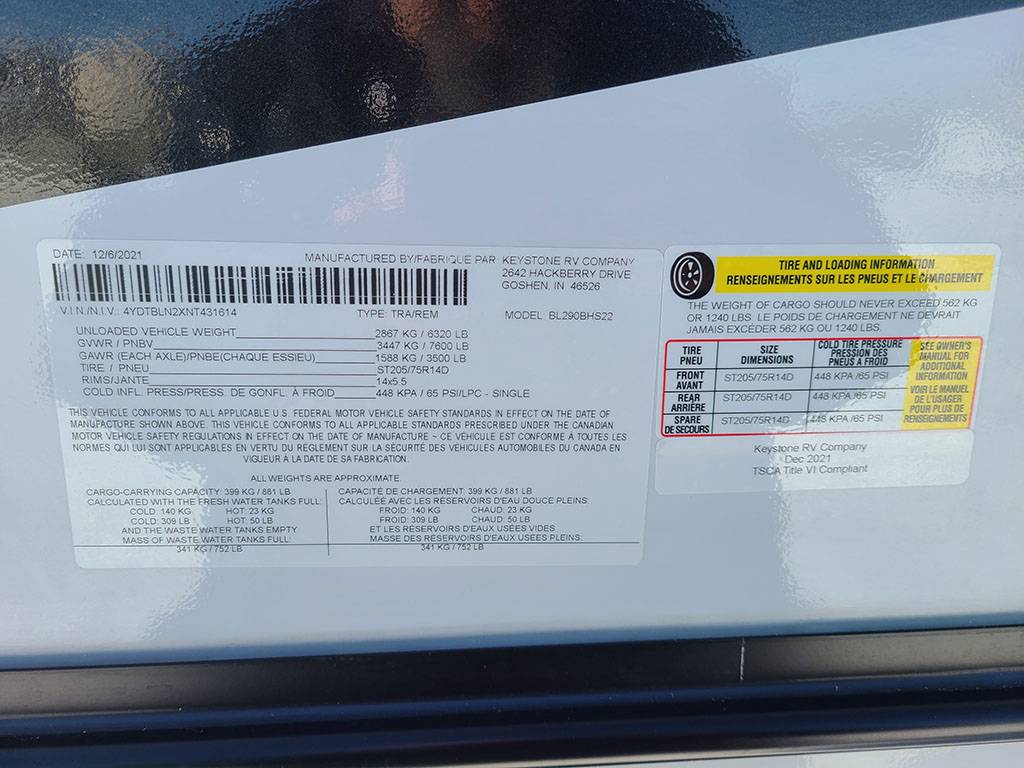 DATE: 12/6/2021
MANUFACTURED BY/FABRIQUE PAR KEYSTONE RV COMPANY
2642 HACKBERRY DRIVE
GOSHEN, IN 46526
V.I.N./N.I.V.: 4YDTBLN2XNT431614 TYPE TRA/REM MODEL BL290BHS22
UNLOADED VEHICLE WEIGHT 2867 KG / 6320 LB
GVWR / PNBV 3447 KG / 7600 LB
GAWR (EACH AXLE)/PNBE(CHAQUE ESSIEU) 1588 KG / 3500 LB
TIRE / PNEU ST205/75R14D
RIMS/JANTE 14x5.5
COLD INFL. PRESS/PRESS. DE GONFL. À FROID 448 KPA / 65 PSI/LPC - SINGLE
THIS VEHICLE CONFORMS TO ALL APPLICABLE U.S. FEDERAL MOTOR VEHICLE SAFETY STANDARDS IN EFFECT ON THE DATE OF
MANUFACTURE SHOWN ABOVE. THIS VEHICLE CONFORMS TO ALL APPLICABLE STANDARDS PRESCRIBED UNDER THE CANADIAN
MOTOR VEHICLE SAFETY REGULATIONS IN EFFECT ON THE DATE OF MANUFACTURE ~ CE VÉHICULE EST CONFORME À TOUTES LES
NORMES QUI LUI SONT APPLICABLES EN VERTU DU RÈGLEMENT SUR LA SÉCURITÉ DES VÉHICULES AUTOMOBILES DU CANADA EN
VIGUEUR À LA DATE DE SA FABRICATION.
ALL WEIGHTS ARE APPROXIMATE.
CARGO-CARRYING CAPACITY: 399 KG / 881 LB
CALCULATED WITH THE FRESH WATER TANKS FULL:
COLD: 140 KG HOT: 23 KG
COLD: 309 LB HOT: 50 LB
AND THE WASTE WATER TANKS EMPTY
MASS OF WASTE WATER TANKS FULL:
341 KG / 752 LB
CAPACITE DE CHARGEMENT: 399 KG / 881 LB
CALCULÉE AVEC LES RÉSERVOIRS D'EAU DOUCE PLEINS:
FROID: 140 KG CHAUD: 23 KG
FROID: 309 LB CHAUD: 50 LB
ET LES RÉSERVOIRS D'EAUX USÉES VIDES
MASSE DES RÉSERVOIRS D'EAUX USÉES PLEINS:
341 KG / 752 LB
TIRE AND LOADING INFORMATION
RENSEIGNEMENTS SUR LES PNEUS ET LE CHARGEMENT
THE WEIGHT OF CARGO SHOULD NEVER EXCEED 562 KG
OR 1240 LBS. LE POIDS DE CHARGEMENT NE DEVRAIT
JAMAIS EXCÉDER 562 KG OU 1240 LBS.
TIRE
PNEU
SIZE
DIMENSIONS
COLD TIRE PRESSURE
PRESSION DES
PNEUS A FROID
FRONT
AVANT
ST205/75R14D 448 KPA /65 PSI
REAR
ARRIÈRE
ST205/75R14D 448 KPA /65 PSI
SPARE
DE SECOURS
ST205/75R14D 448 KPA /65 PSI
SEE OWNER'S
MANUAL FOR
ADDITIONAL
INFORMATION
VOIR LE MANUEL
DE L'USAGER
POUR PLUS DE
RENSEIGNEMENTS
Keystone RV Company
Dec 2021
TSCA Title VI Compliant